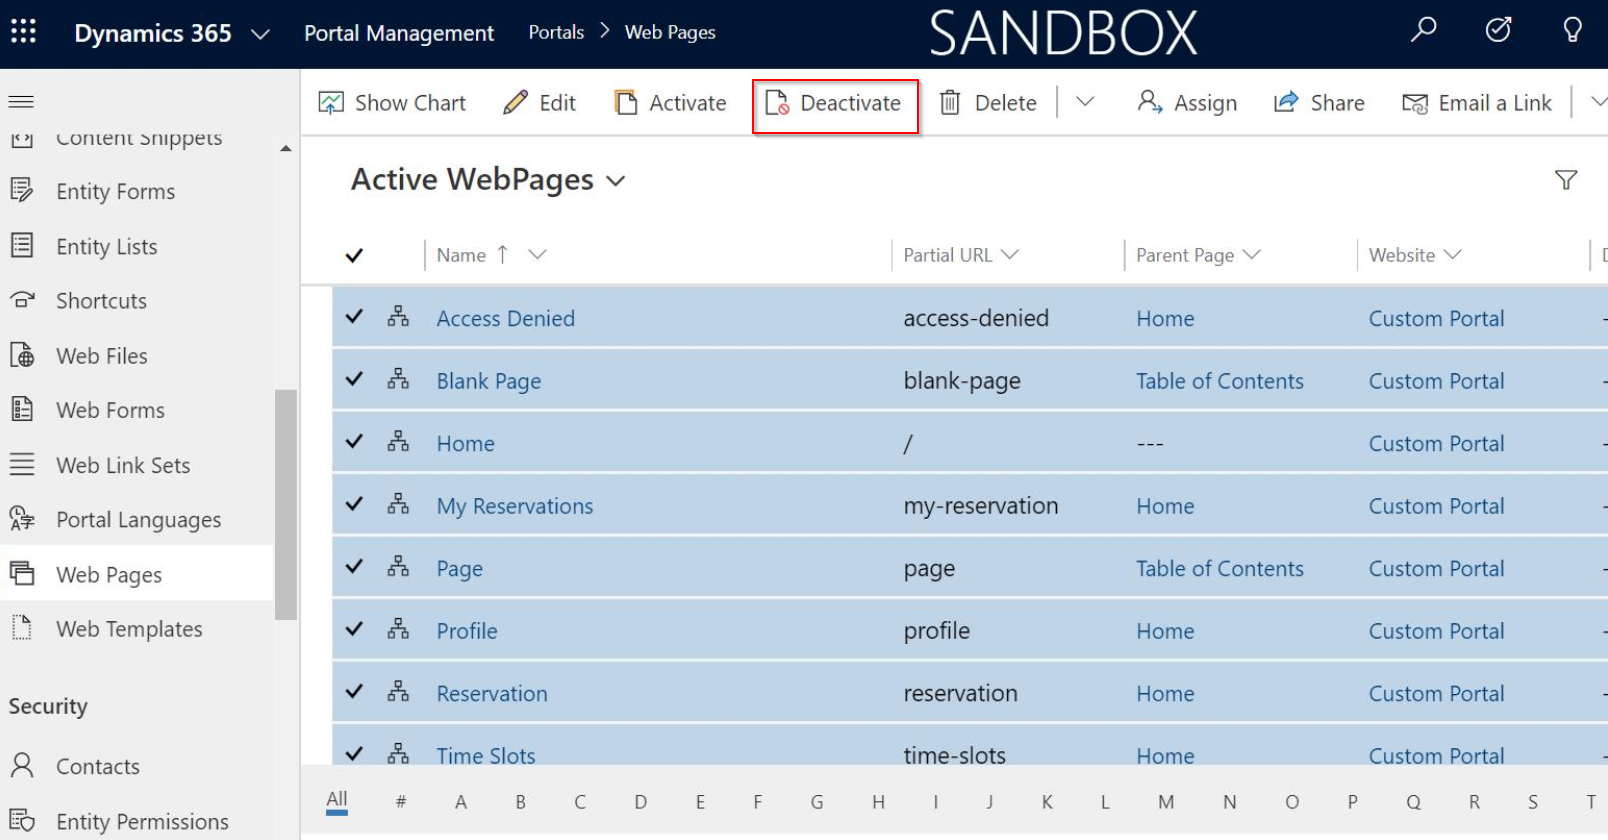 Dynamics 365 Portal Management Portals > Web Pages SANDBOX
Show Chart Edit Activate Deactivate Delete Assign Share Email a Link
Content Snippets
Entity Forms
Entity Lists
Shortcuts
Web Files
Web Forms
Web Link Sets
Portal Languages
Web Pages
Web Templates
Security
Contacts
Entity Permissions
Active WebPages
Name Partial URL Parent Page Website
Access Denied access-denied Home Custom Portal
Blank Page blank-page Table of Contents Custom Portal
Home / --- Custom Portal
My Reservations my-reservation Home Custom Portal
Page page Table of Contents Custom Portal
Profile profile Home Custom Portal
Reservation reservation Home Custom Portal
Time Slots time-slots Home Custom Portal
All # A B C D E F G H I J K L M N O P Q R S T